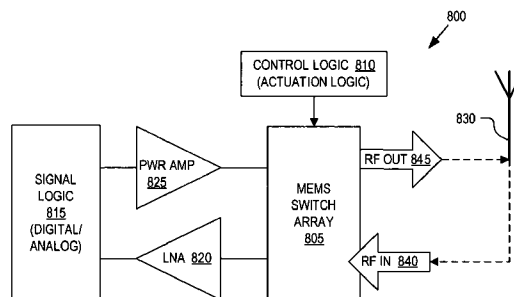 800
CONTROL LOGIC 810
(ACTUATION LOGIC)
830
PWR AMP
825
RF OUT 845
SIGNAL
LOGIC
815
(DIGITAL/
ANALOG)
MEMS
SWITCH
ARRAY
805
LNA 820
RF IN 840